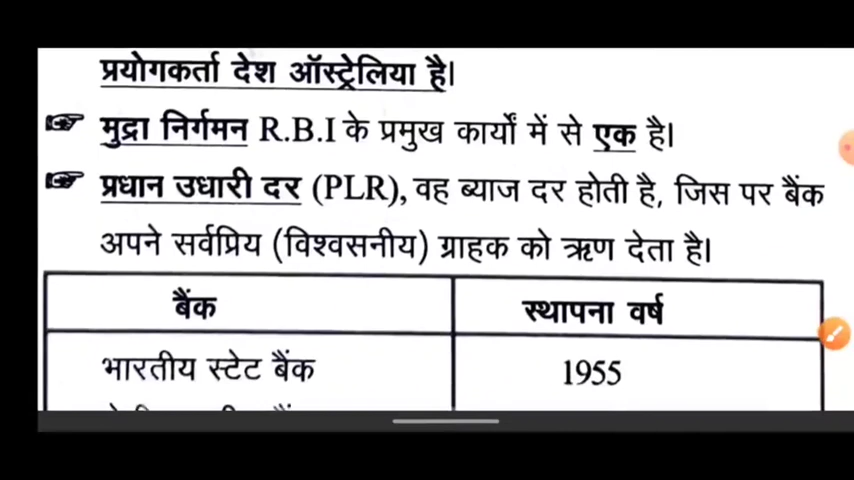 प्रयोगकर्ता देश ऑस्ट्रेलिया है।
मुद्रा निर्गमन R.B.I के प्रमुख कार्यों में से एक है।
प्रधान उधारी दर (PLR), वह ब्याज दर होती है, जिस पर बैंक
अपने सर्वप्रिय (विश्वसनीय) ग्राहक को ऋण देता है।
बैंक स्थापना वर्ष
भारतीय स्टेट बैंक 1955